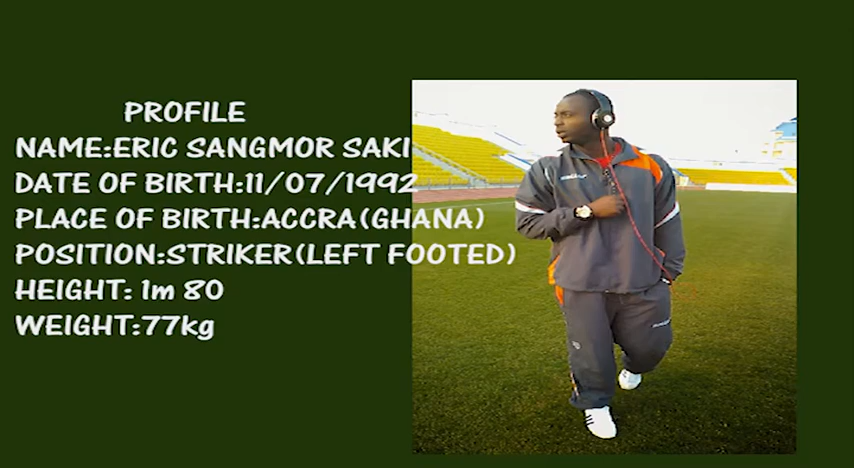 PROFILE
NAME:ERIC SANGMOR SAKI
DATE OF BIRTH:11/07/1992
PLACE OF BIRTH:ACCRA(GHANA)
POSITION:STRIKER(LEFT FOOTED)
HEIGHT: 1m 80
WEIGHT:77kg